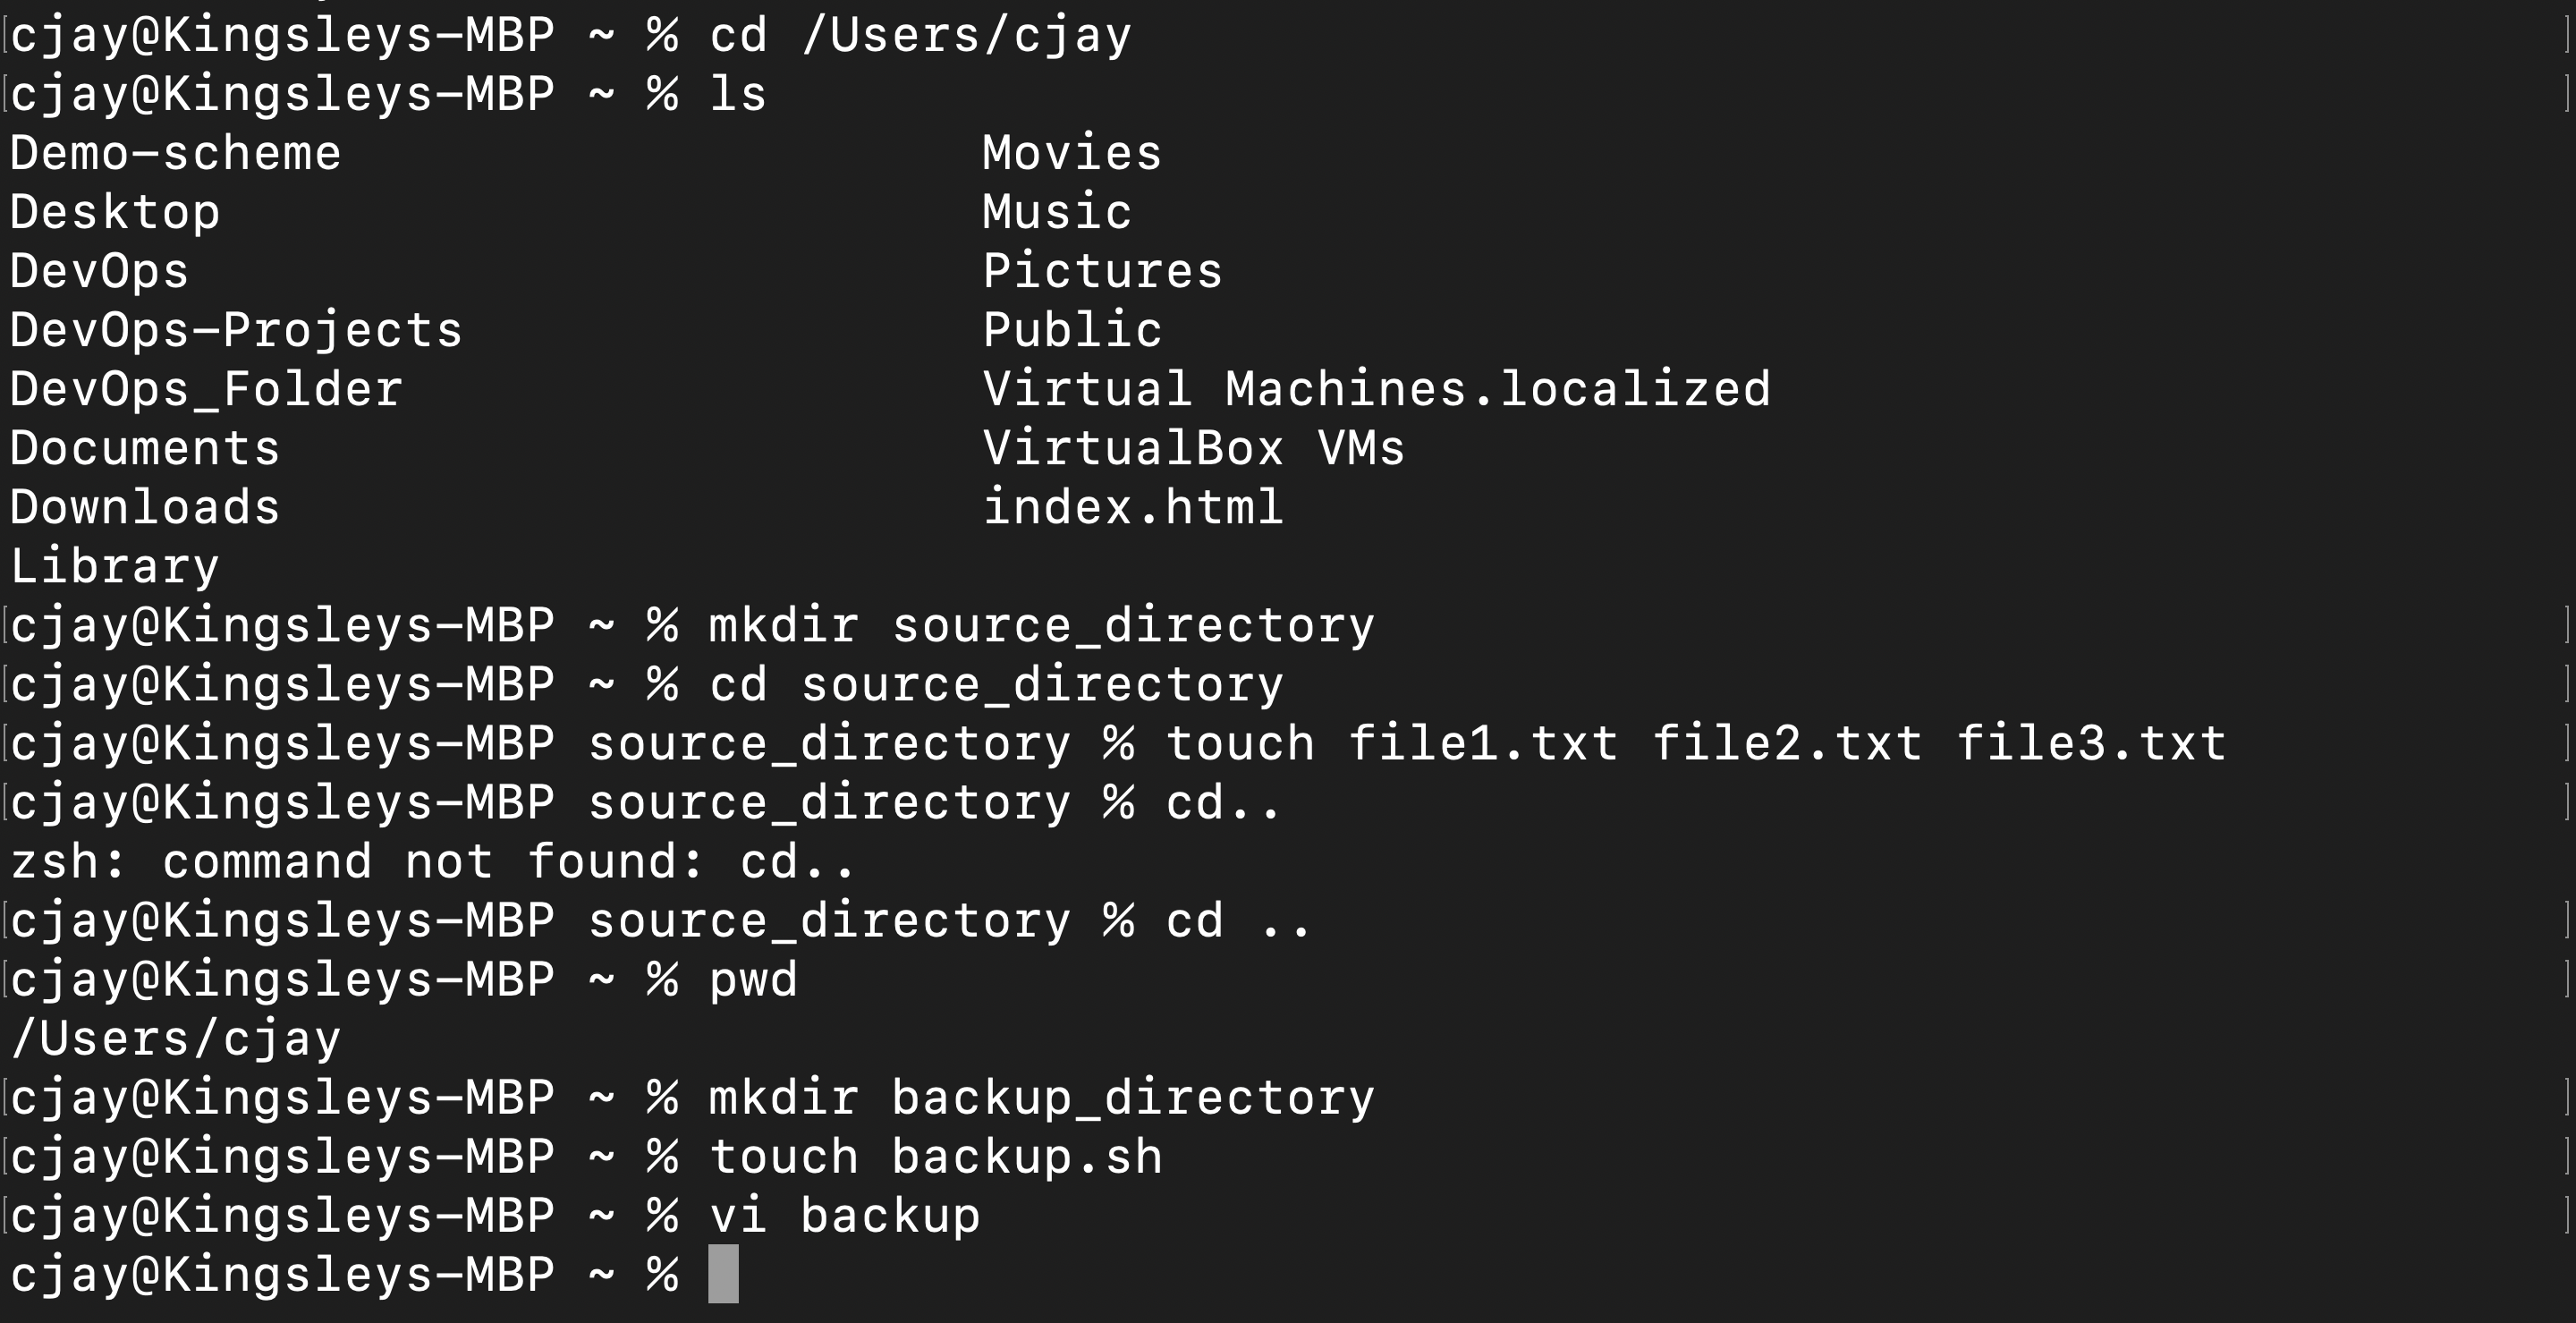 cjay@Kingsleys-MBP ~ % cd /Users/cjay
cjay@Kingsleys-MBP ~ % ls
Demo-scheme Movies
Desktop Music
DevOps Pictures
DevOps-Projects Public
DevOps_Folder Virtual Machines.localized
Documents VirtualBox VMs
Downloads index.html
Library
cjay@Kingsleys-MBP ~ % mkdir source_directory
cjay@Kingsleys-MBP ~ % cd source_directory
cjay@Kingsleys-MBP source_directory % touch file1.txt file2.txt file3.txt
cjay@Kingsleys-MBP source_directory % cd..
zsh: command not found: cd..
cjay@Kingsleys-MBP source_directory % cd ..
cjay@Kingsleys-MBP ~ % pwd
/Users/cjay
cjay@Kingsleys-MBP ~ % mkdir backup_directory
cjay@Kingsleys-MBP ~ % touch backup.sh
cjay@Kingsleys-MBP ~ % vi backup
cjay@Kingsleys-MBP ~ %